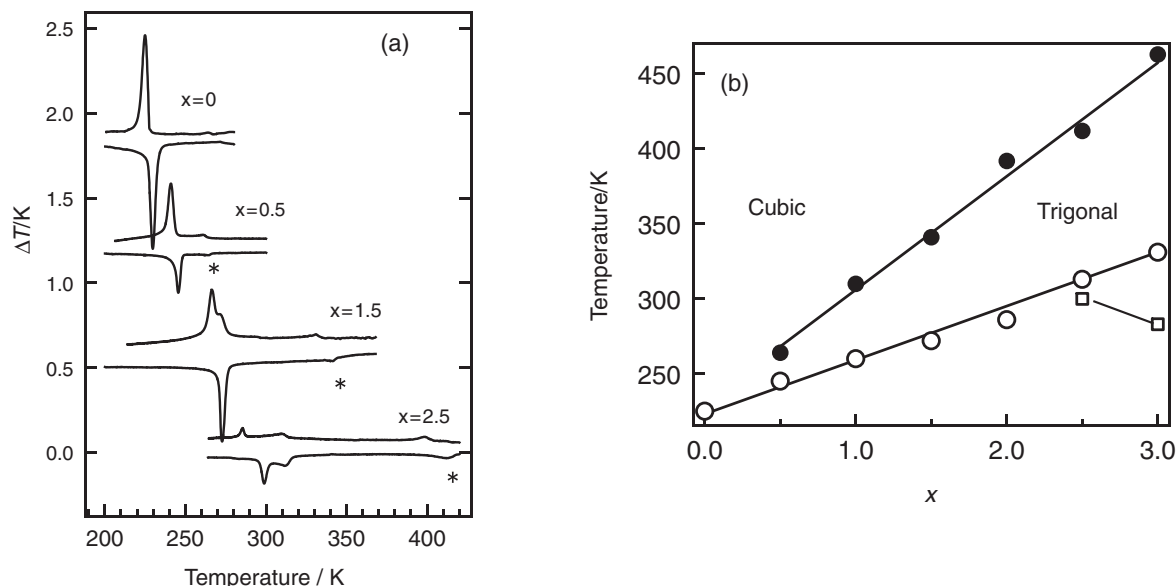 (a)
2.5
2.0
1.5
1.0
0.5
0.0
ΔT/K
x=0
x=0.5
*
x=1.5
*
x=2.5
*
200 250 300 350 400
Temperature / K
(b)
450
400
350
300
250
Temperature/K
Cubic
Trigonal
0.0 1.0 2.0 3.0
x